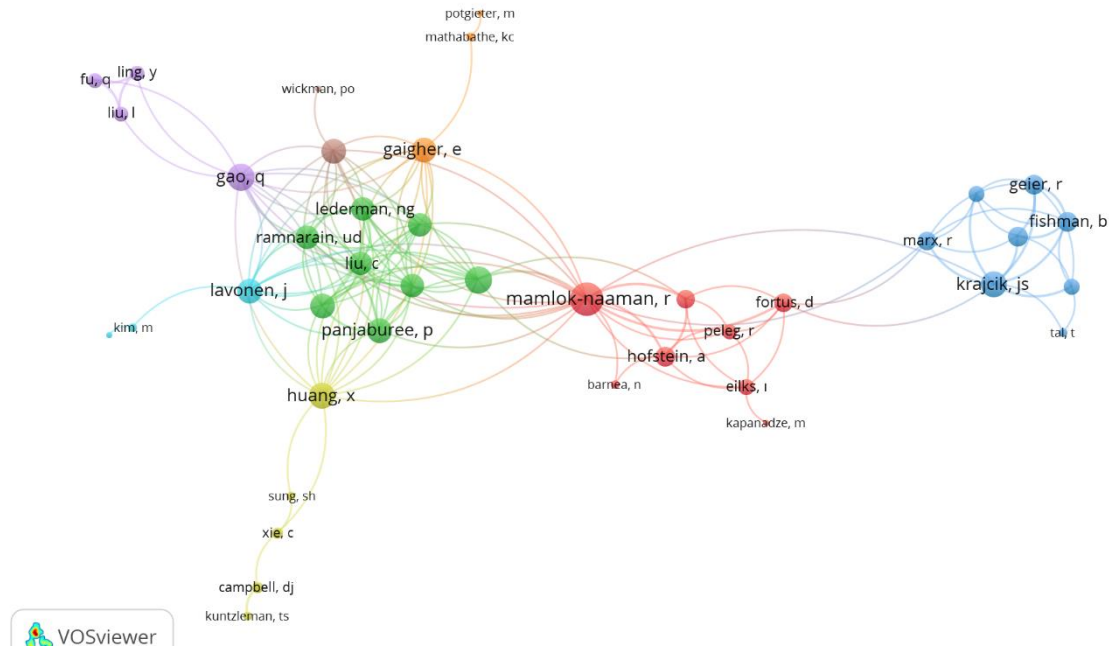 potgieter, m
mathabathe, kc
fu, q
ling, y
liu, l
wickman, po
gaigher, e
gao, q
geier, r
lederman, ng
fishman, b
ramnarain, ud
marx, r
liu, c
krajcik, js
lavonen, j
mamlok-naaman, r
fortus, d
kim, m
panjaburee, p
peleg, r
tal, t
hofstein, a
barnea, n
eilks, ı
huang, x
kapanadze, m
sung, sh
xie, c
campbell, dj
kuntzleman, ts
VOSviewer